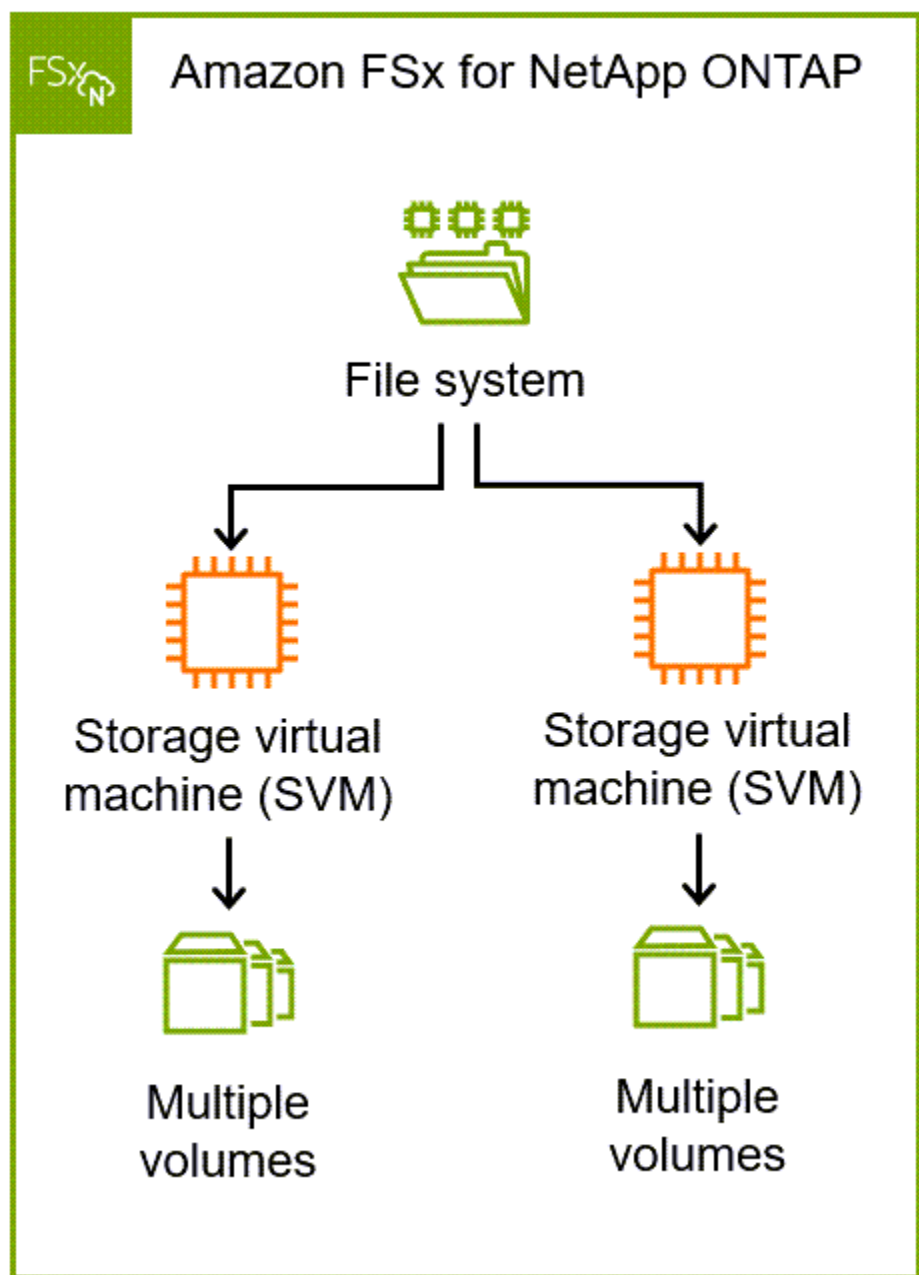 FSx
N
Amazon FSx for NetApp ONTAP
File system
Storage virtual
machine (SVM)
Storage virtual
machine (SVM)
Multiple
volumes
Multiple
volumes